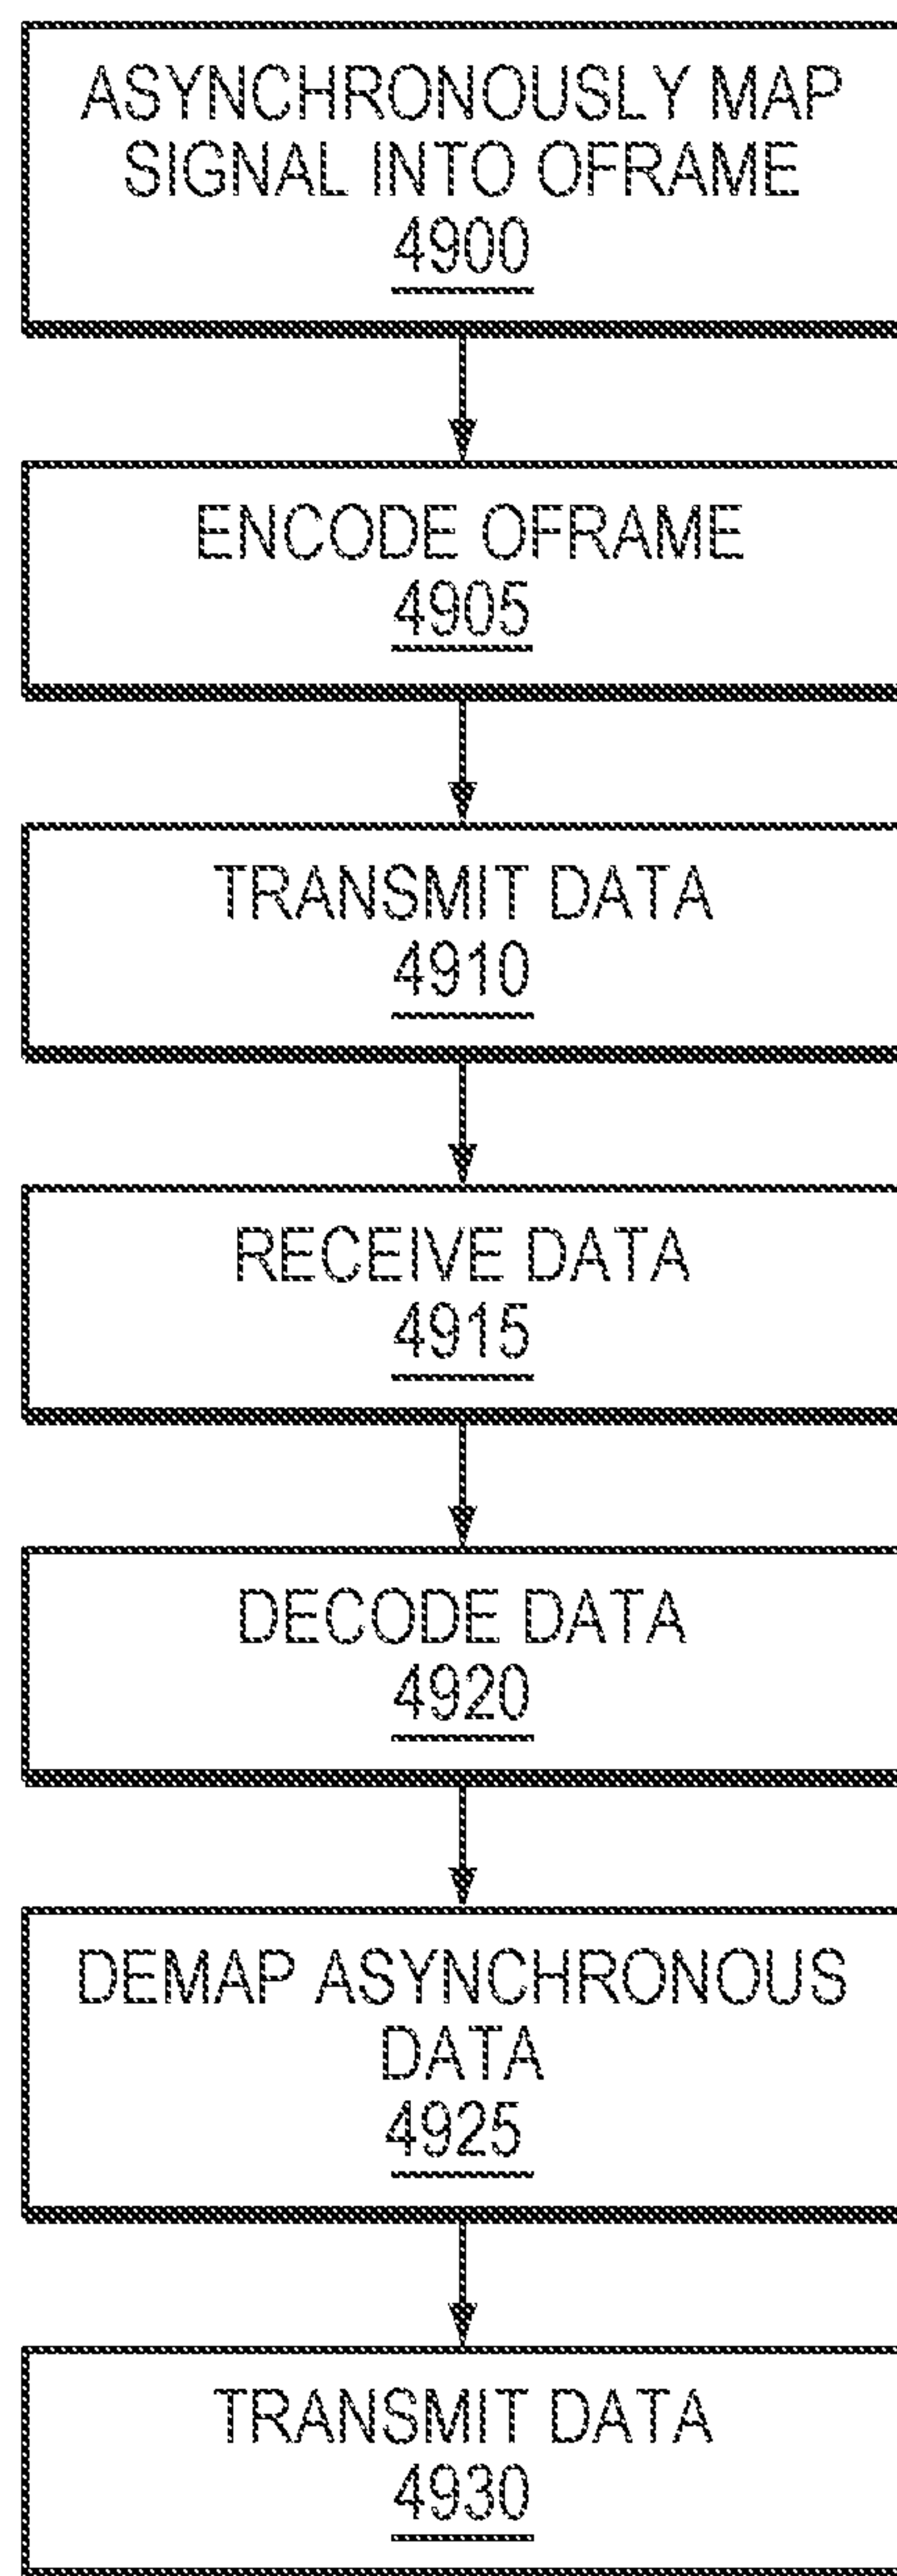 ASYNCHRONOUSLY MAP
SIGNAL INTO OFRAME
4900
ENCODE OFRAME
4905
TRANSMIT DATA
4910
RECEIVE DATA
4915
DECODE DATA
4920
DEMAP ASYNCHRONOUS
DATA
4925
TRANSMIT DATA
4930